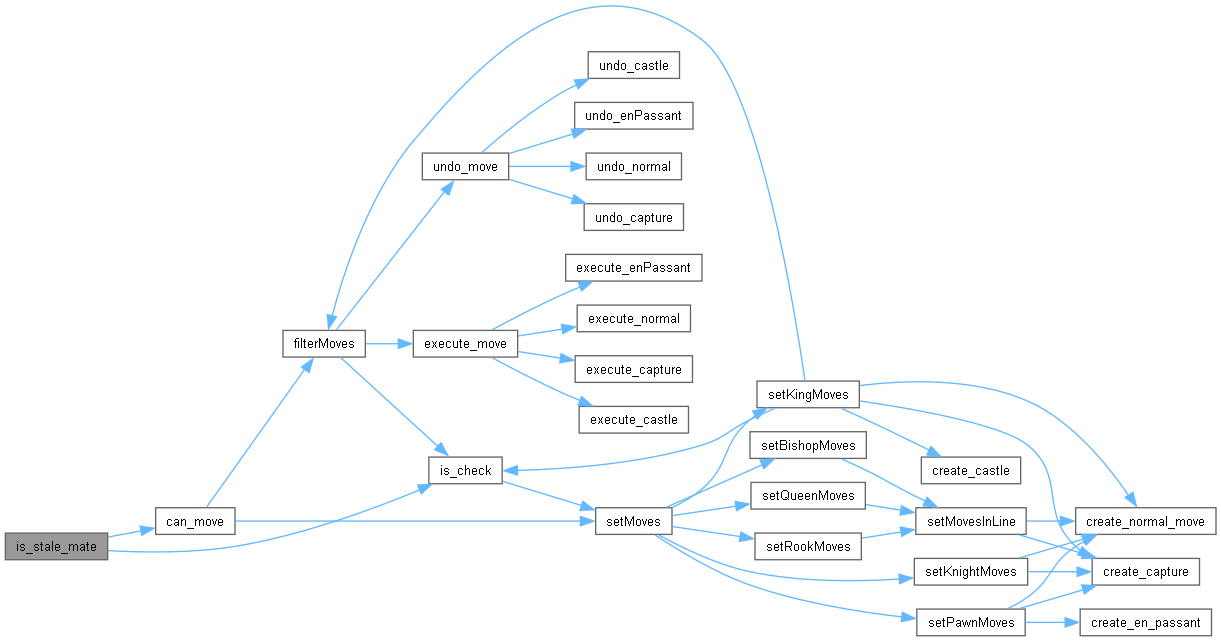 undo_castle
undo_enPassant
undo_move
undo_normal
undo_capture
execute_enPassant
execute_normal
filterMoves
execute_move
execute_capture
setKingMoves
execute_castle
setBishopMoves
is_check
create_castle
setQueenMoves
can_move
setMoves
setMovesInLine
create_normal_move
is_stale_mate
setRookMoves
setKnightMoves
create_capture
setPawnMoves
create_en_passant